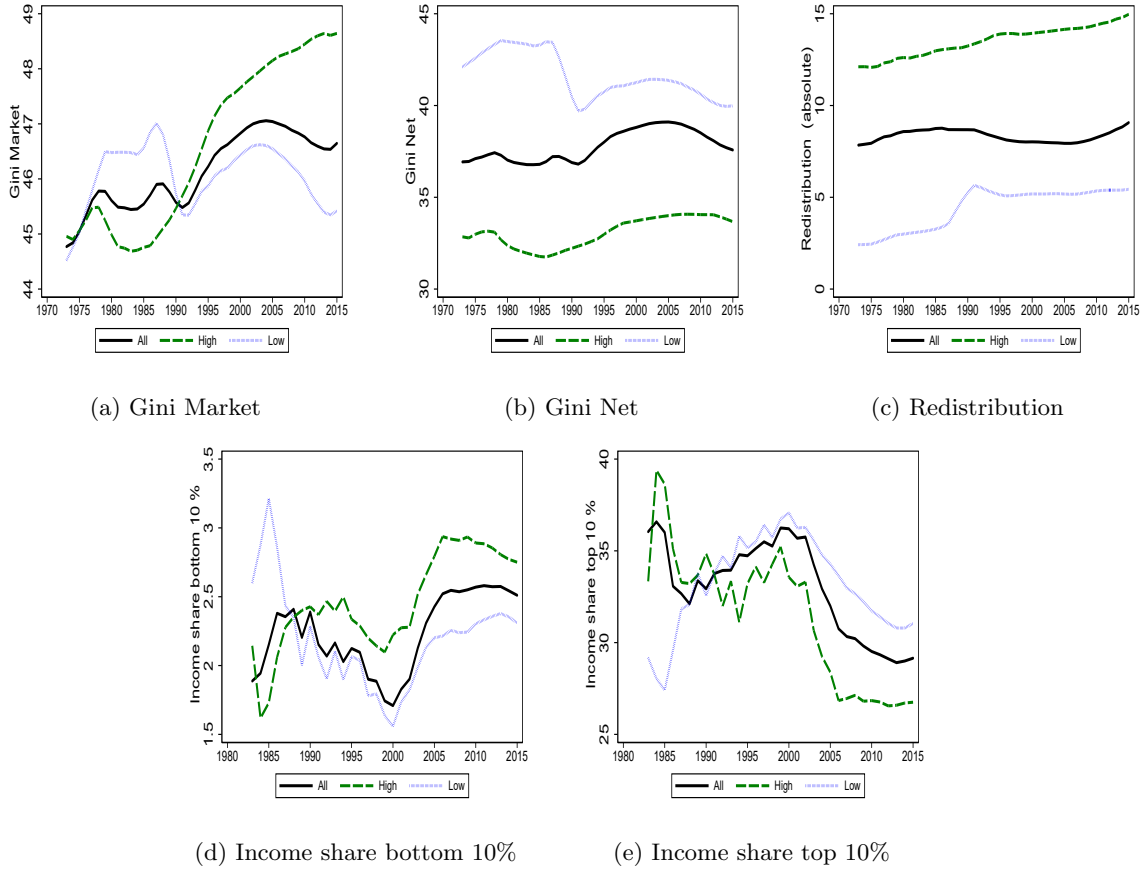 Gini Market
44 45 46 47 48 49
1970 1975 1980 1985 1990 1995 2000 2005 2010 2015
All High Low
(a) Gini Market
Gini Net
30 35 40 45
1970 1975 1980 1985 1990 1995 2000 2005 2010 2015
All High Low
(b) Gini Net
Redistribution (absolute)
0 5 10 15
1970 1975 1980 1985 1990 1995 2000 2005 2010 2015
All High Low
(c) Redistribution
Income share bottom 10 %
1.5 2 2.5 3 3.5
1980 1985 1990 1995 2000 2005 2010 2015
All High Low
(d) Income share bottom 10%
Income share top 10 %
25 30 35 40
1980 1985 1990 1995 2000 2005 2010 2015
All High Low
(e) Income share top 10%